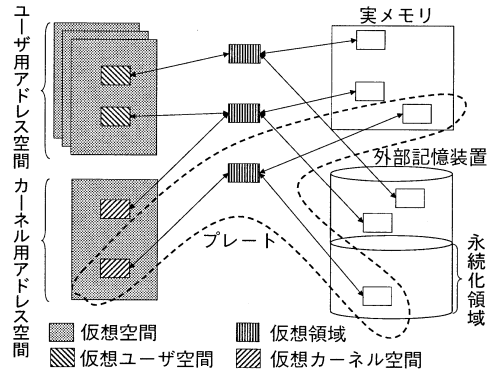 ユーザ用アドレス空間
実メモリ
外部記憶装置
カーネル用アドレス空間
プレート
永続化領域
仮想空間
仮想領域
仮想ユーザ空間
仮想カーネル空間